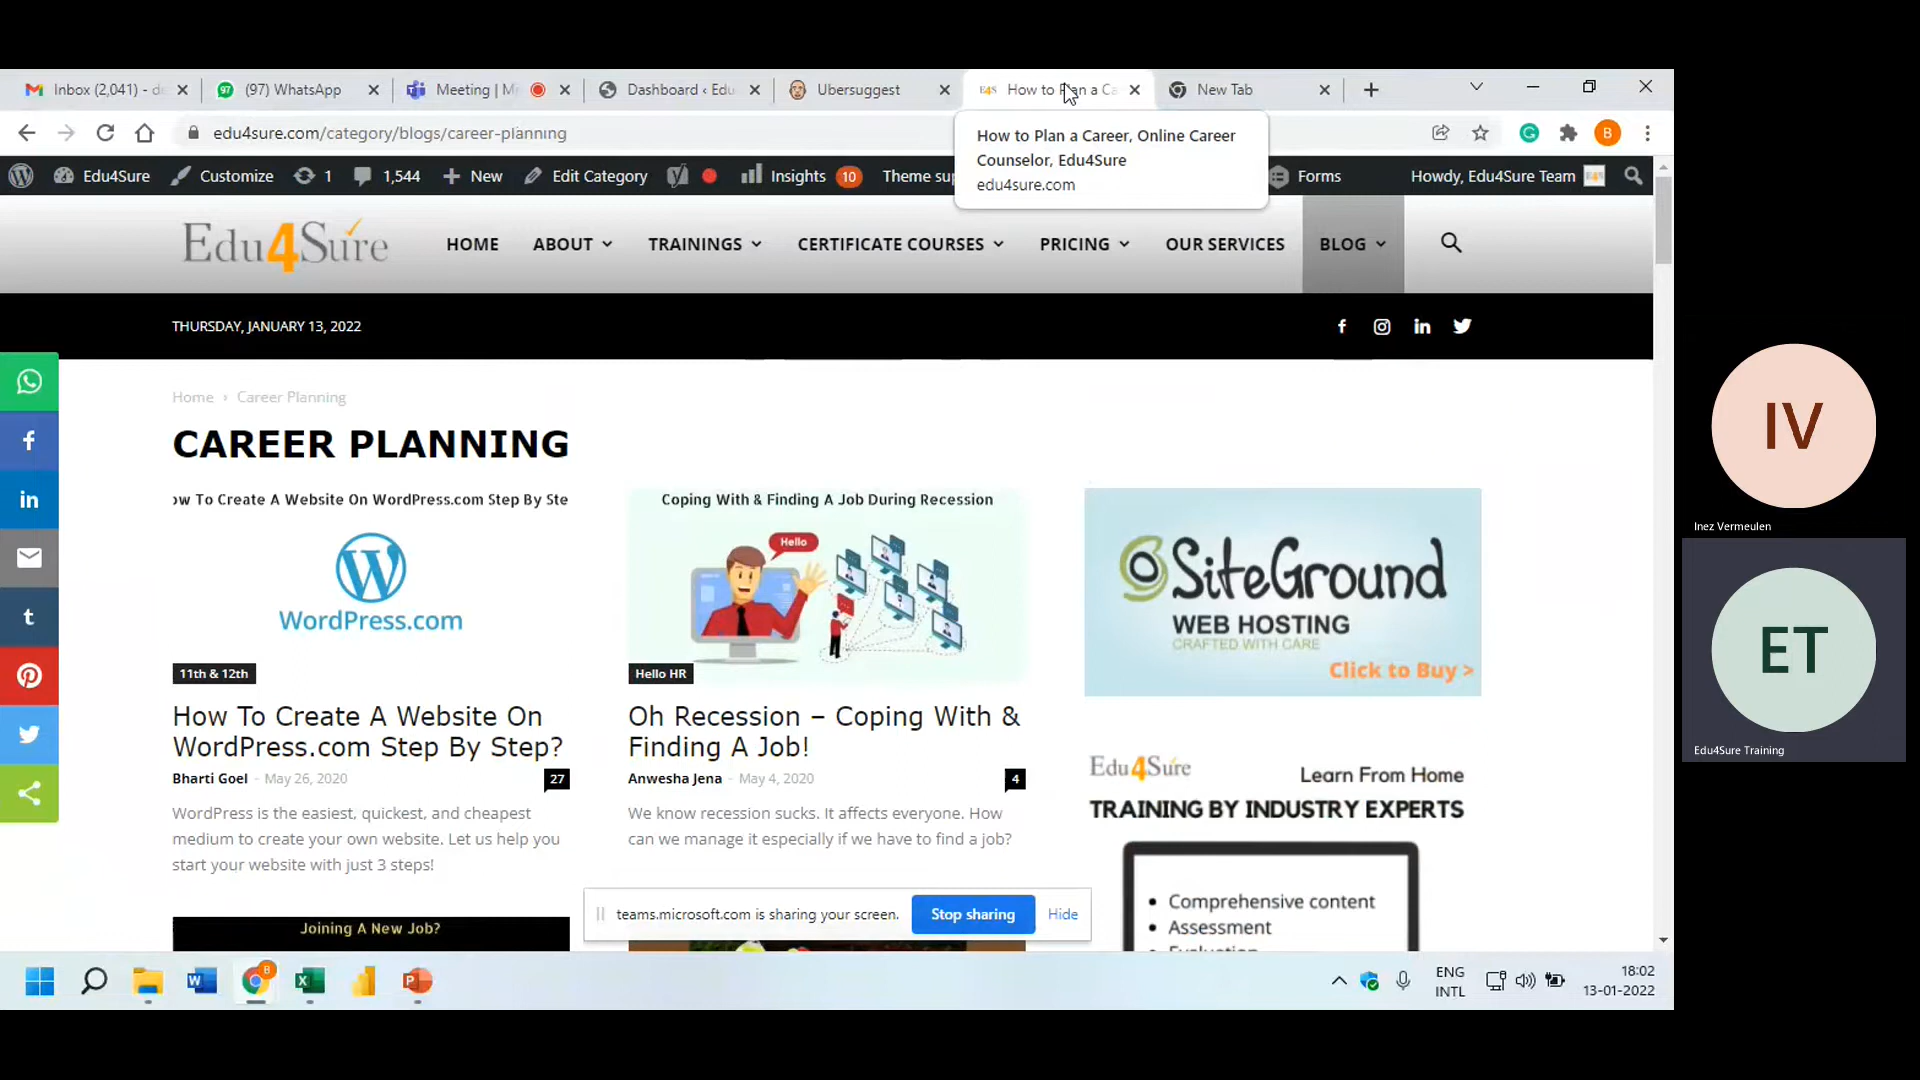 Inbox (2,041) - d
(97) WhatsApp
Meeting | M
Dashboard ‹ Edu
Ubersuggest
How to Plan a Ca
New Tab
edu4sure.com/category/blogs/career-planning
How to Plan a Career, Online Career
Counselor, Edu4Sure
edu4sure.com
B
Edu4Sure
Customize
1
1,544
New
Edit Category
Insights 10
Theme sup
Forms
Howdy, Edu4Sure Team
Edu4Sure
HOME
ABOUT
TRAININGS
CERTIFICATE COURSES
PRICING
OUR SERVICES
BLOG
THURSDAY, JANUARY 13, 2022
Home › Career Planning
CAREER PLANNING
ow To Create A Website On WordPress.com Step By Ste
WordPress.com
11th & 12th
How To Create A Website On
WordPress.com Step By Step?
Bharti Goel - May 26, 2020
27
WordPress is the easiest, quickest, and cheapest
medium to create your own website. Let us help you
start your website with just 3 steps!
Joining A New Job?
Coping With & Finding A Job During Recession
Hello
Hello HR
Oh Recession – Coping With &
Finding A Job!
Anwesha Jena - May 4, 2020
4
We know recession sucks. It affects everyone. How
can we manage it especially if we have to find a job?
SiteGround
WEB HOSTING
CRAFTED WITH CARE
Click to Buy >
Edu4Sure
Learn From Home
TRAINING BY INDUSTRY EXPERTS
• Comprehensive content
• Assessment
teams.microsoft.com is sharing your screen.
Stop sharing
Hide
IV
Inez Vermeulen
ET
Edu4Sure Training
ENG
INTL
18:02
13-01-2022